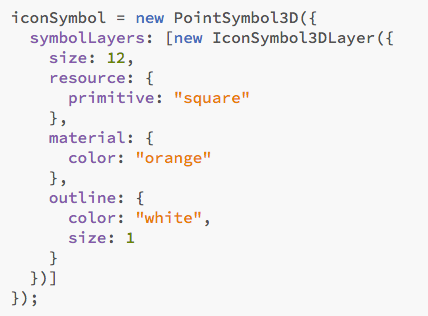 iconSymbol = new PointSymbol3D({
  symbolLayers: [new IconSymbol3DLayer({
    size: 12,
    resource: {
      primitive: "square"
    },
    material: {
      color: "orange"
    },
    outline: {
      color: "white",
      size: 1
    }
  })]
});